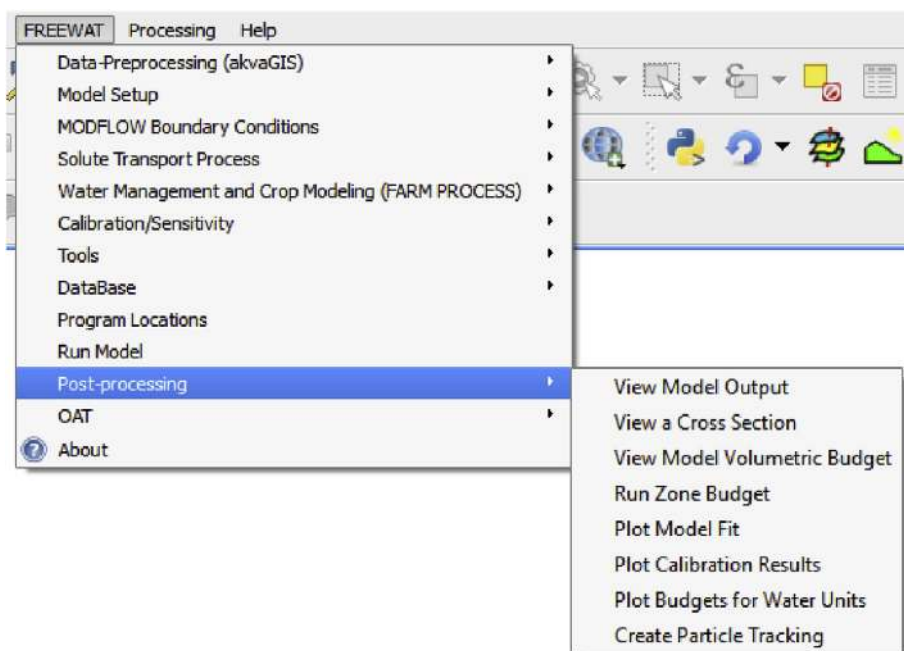 FREEWAT Processing Help
Data-Preprocessing (akvaGIS)
Model Setup
MODFLOW Boundary Conditions
Solute Transport Process
Water Management and Crop Modeling (FARM PROCESS)
Calibration/Sensitivity
Tools
DataBase
Program Locations
Run Model
Post-processing
OAT
About
View Model Output
View a Cross Section
View Model Volumetric Budget
Run Zone Budget
Plot Model Fit
Plot Calibration Results
Plot Budgets for Water Units
Create Particle Tracking